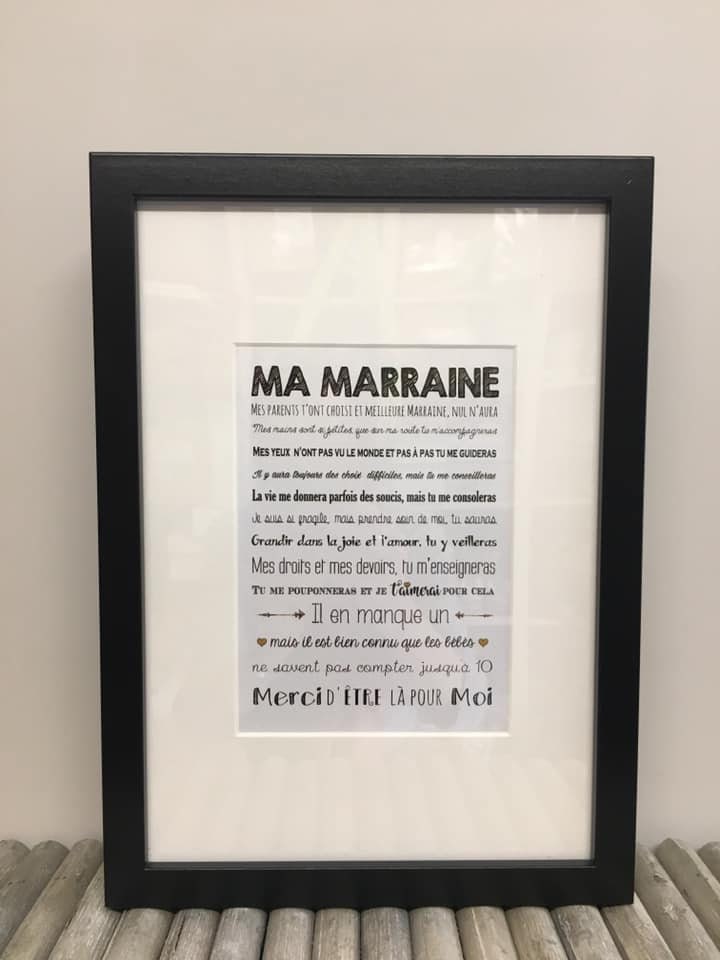 MA MARRAINE
MES PARENTS T'ONT CHOISI ET MEILLEURE MARRAINE, NUL N'AURA
Mes mains sont si petites, que sur ma route tu m'accompagneras
MES YEUX N'ONT PAS VU LE MONDE ET PAS À PAS TU ME GUIDERAS
Il y aura toujours des choix difficiles, mais tu me conseilleras
La vie me donnera parfois des soucis, mais tu me consoleras
Je suis si fragile, mais prendre soin de moi, tu sauras
Grandir dans la joie et l'amour, tu y veilleras
Mes droits et mes devoirs, tu m'enseigneras
TU ME POUPONNERAS ET JE t'aimerai POUR CELA
Il en manque un
mais il est bien connu que les bébés
ne savent pas compter jusqu'à 10
Merci D'ÊTRE LÀ POUR Moi